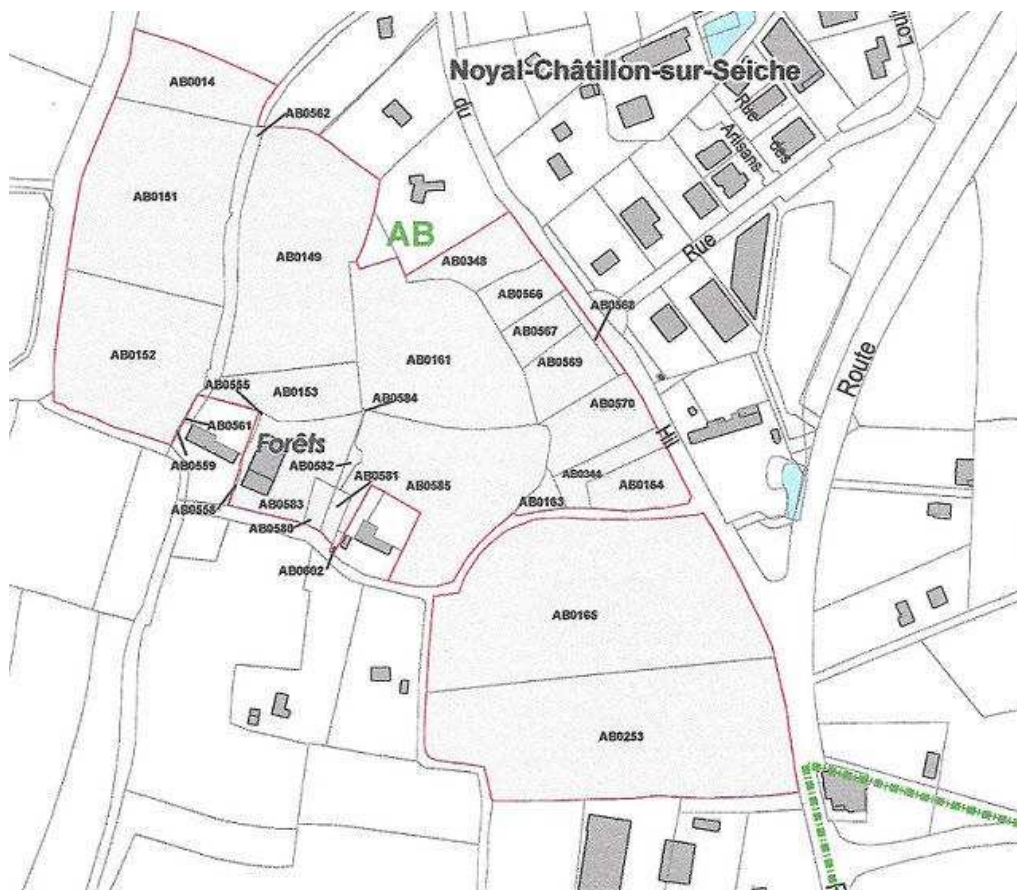 Noyal-Châtillon-sur-Seiche
AB0014
AB0562
du
Rue
des
Artisans
AB0151
AB
AB0149
AB0348
Rue
AB0566
AB0568
AB0567
AB0569
AB0152
AB0161
Route
AB0555
AB0153
AB0584
AB0570
AB0561
Forêts
Hil
AB0582
AB0581
AB0344
AB0559
AB0585
AB0164
AB0558
AB0583
AB0163
AB0580
AB0602
AB0165
AB0253